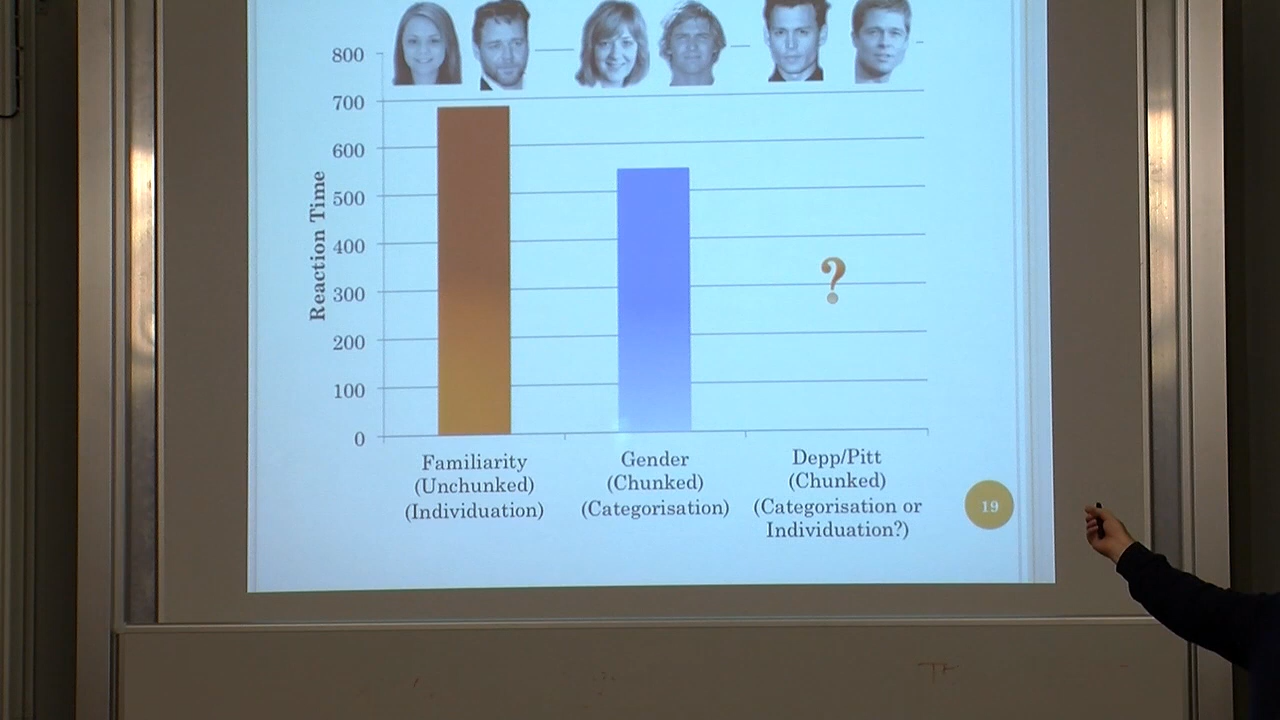 800
700
600
500
400
300
200
100
0
Reaction Time
?
Familiarity
(Unchunked)
(Individuation)
Gender
(Chunked)
(Categorisation)
Depp/Pitt
(Chunked)
(Categorisation or
Individuation?)
19